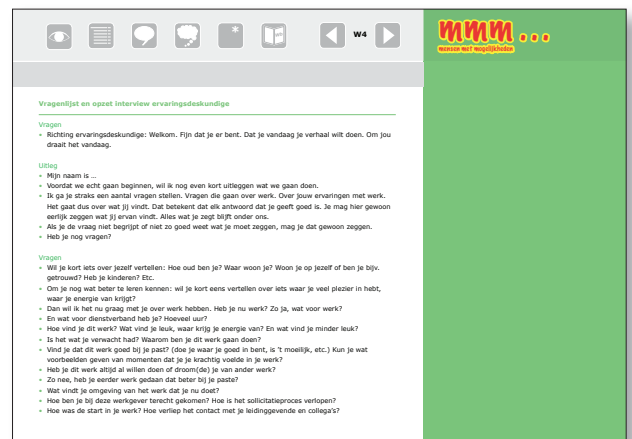 W4
mmm...
mensen met mogelijkheden
Vragenlijst en opzet interview ervaringsdeskundige
Vragen
• Richting ervaringsdeskundige: Welkom. Fijn dat je er bent. Dat je vandaag je verhaal wilt doen. Om jou
draait het vandaag.
Uitleg
• Mijn naam is …
• Voordat we echt gaan beginnen, wil ik nog even kort uitleggen wat we gaan doen.
• Ik ga je straks een aantal vragen stellen. Vragen die gaan over werk. Over jouw ervaringen met werk.
Het gaat dus over wat jij vindt. Dat betekent dat elk antwoord dat je geeft goed is. Je mag hier gewoon
eerlijk zeggen wat jij ervan vindt. Alles wat je zegt blijft onder ons.
• Als je de vraag niet begrijpt of niet zo goed weet wat je moet zeggen, mag je dat gewoon zeggen.
• Heb je nog vragen?
Vragen
• Wil je kort iets over jezelf vertellen: Hoe oud ben je? Waar woon je? Woon je op jezelf of ben je bijv.
getrouwd? Heb je kinderen? Etc.
• Om je nog wat beter te leren kennen: wil je kort eens vertellen over iets waar je veel plezier in hebt,
waar je energie van krijgt?
• Dan wil ik het nu graag met je over werk hebben. Heb je nu werk? Zo ja, wat voor werk?
• En wat voor dienstverband heb je? Hoeveel uur?
• Hoe vind je dit werk? Wat vind je leuk, waar krijg je energie van? En wat vind je minder leuk?
• Is het wat je verwacht had? Waarom ben je dit werk gaan doen?
• Vind je dat dit werk goed bij je past? (doe je waar je goed in bent, is 't moeilijk, etc.) Kun je wat
voorbeelden geven van momenten dat je je krachtig voelde in je werk?
• Heb je dit werk altijd al willen doen of droom(de) je van ander werk?
• Zo nee, heb je eerder werk gedaan dat beter bij je paste?
• Wat vindt je omgeving van het werk dat je nu doet?
• Hoe ben je bij deze werkgever terecht gekomen? Hoe is het sollicitatieproces verlopen?
• Hoe was de start in je werk? Hoe verliep het contact met je leidinggevende en collega's?